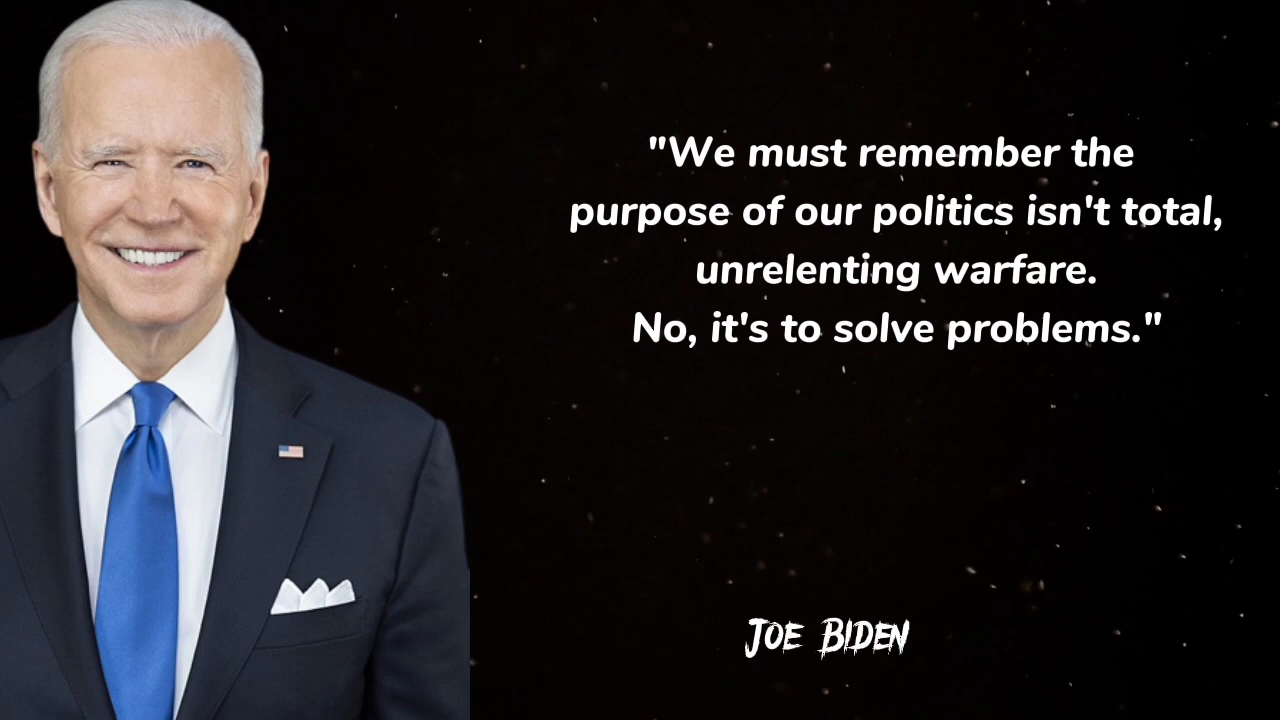 "We must remember the
purpose of our politics isn't total,
unrelenting warfare.
No, it's to solve problems."
Joe Biden